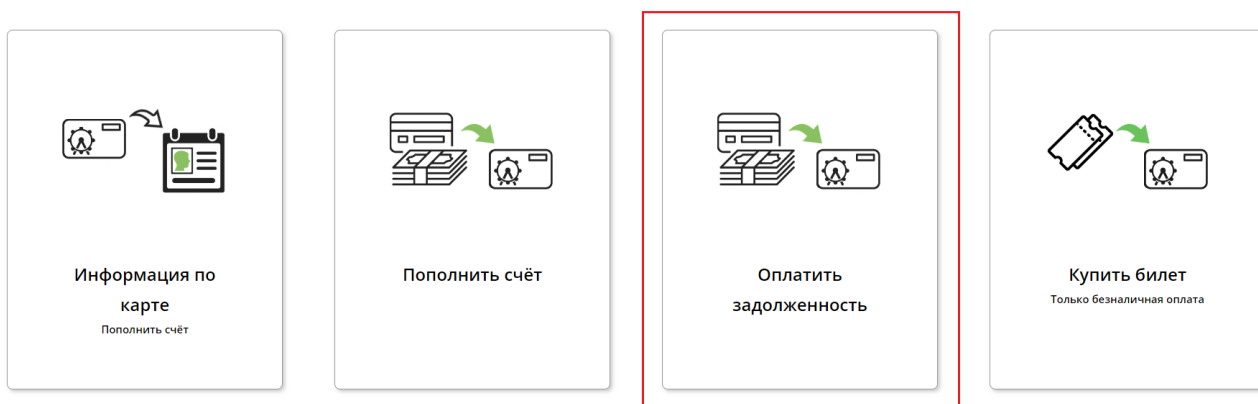 Информация по
карте
Пополнить счёт
Пополнить счёт
Оплатить
задолженность
Купить билет
Только безналичная оплата